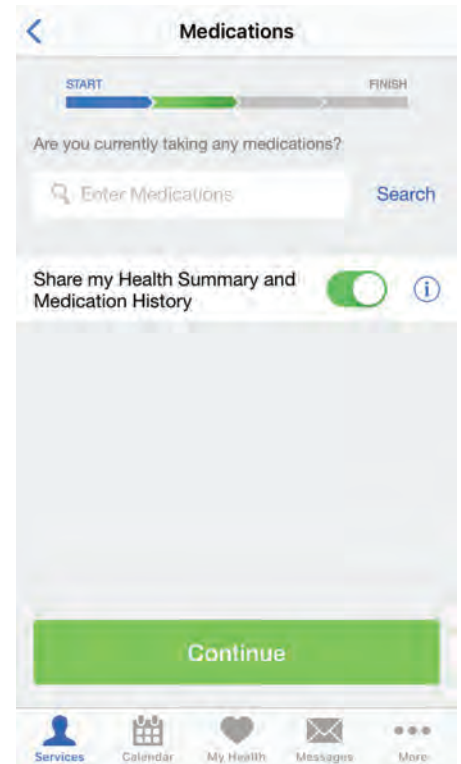 Medications
START FINISH
Are you currently taking any medications?
Enter Medications Search
Share my Health Summary and
Medication History
i
Continue
Services Calendar My Health Messages More